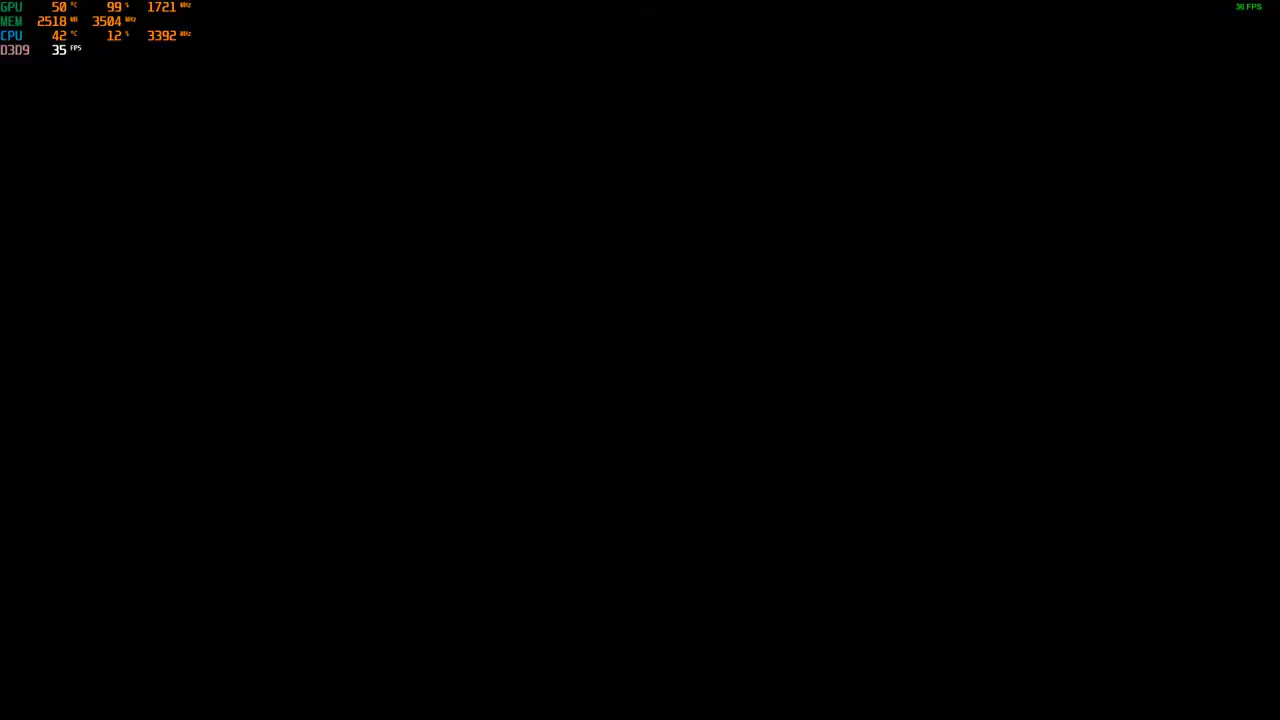 GPU 50 °C 99 % 1721 MHz 36 FPS
MEM 2518 MB 3504 MHz
CPU 42 °C 12 % 3392 MHz
D3D9 35 FPS